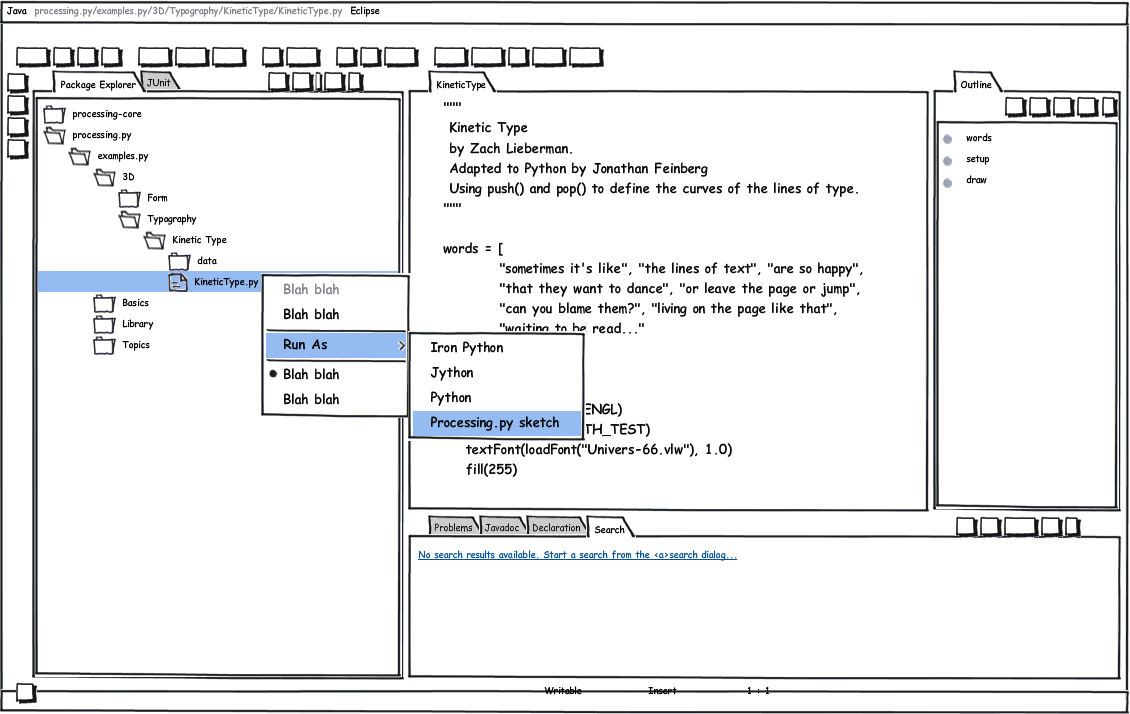 Java processing.py/examples.py/3D/Typography/KineticType/KineticType.py Eclipse
Package Explorer
JUnit
processing-core
processing.py
examples.py
3D
Form
Typography
Kinetic Type
data
KineticType.py
Basics
Library
Topics
Blah blah
Blah blah
Run As
Blah blah
Blah blah
Iron Python
Jython
Python
Processing.py sketch
KineticType
"""
Kinetic Type
by Zach Lieberman.
Adapted to Python by Jonathan Feinberg
Using push() and pop() to define the curves of the lines of type.
"""
words = [
"sometimes it's like", "the lines of text", "are so happy",
"that they want to dance", "or leave the page or jump",
"can you blame them?", "living on the page like that",
"waiting to be read..."
ENGL)
TH_TEST)
textFont(loadFont("Univers-66.vlw"), 1.0)
fill(255)
Outline
words
setup
draw
Problems
Javadoc
Declaration
Search
No search results available. Start a search from the <a>search dialog...
Writable Insert 1 : 1